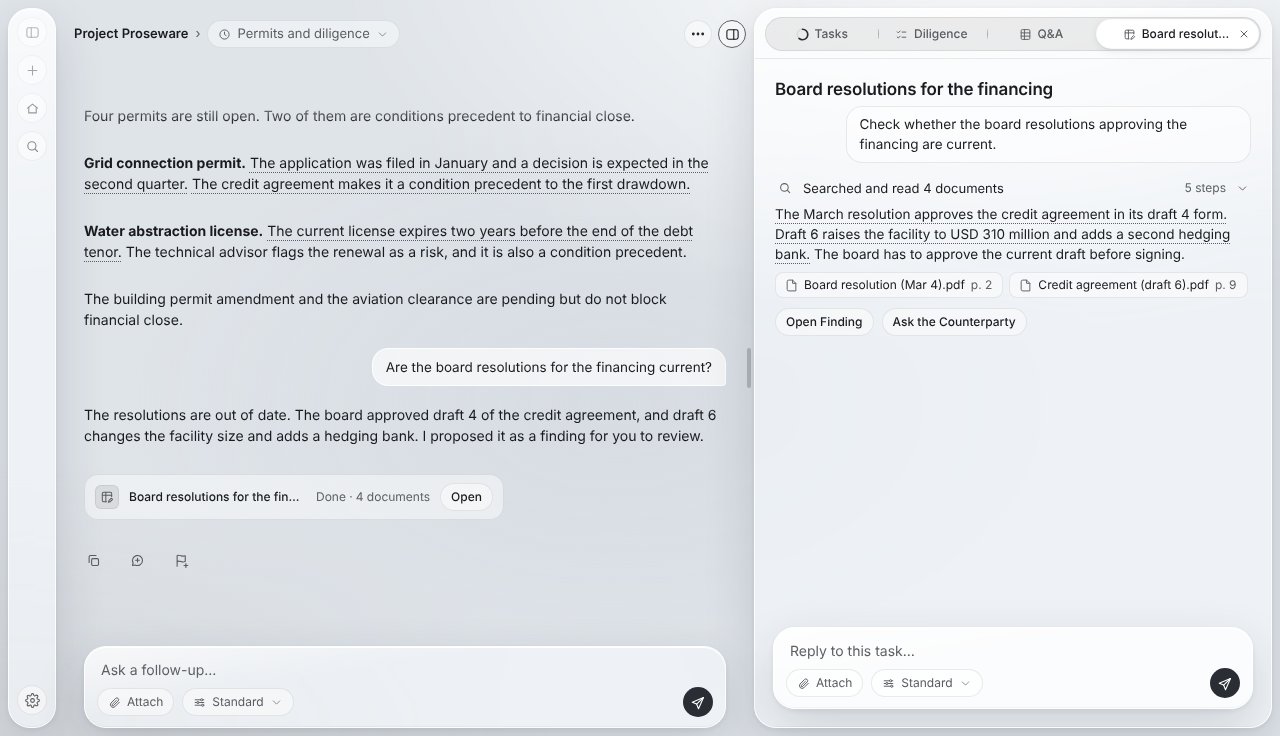 Project Proseware › Permits and diligence
Four permits are still open. Two of them are conditions precedent to financial close.
Grid connection permit. The application was filed in January and a decision is expected in the
second quarter. The credit agreement makes it a condition precedent to the first drawdown.
Water abstraction license. The current license expires two years before the end of the debt
tenor. The technical advisor flags the renewal as a risk, and it is also a condition precedent.
The building permit amendment and the aviation clearance are pending but do not block
financial close.
Are the board resolutions for the financing current?
The resolutions are out of date. The board approved draft 4 of the credit agreement, and draft 6
changes the facility size and adds a hedging bank. I proposed it as a finding for you to review.
Board resolutions for the fin... Done · 4 documents Open
Ask a follow-up...
Attach Standard
Tasks Diligence Q&A Board resolut...
Board resolutions for the financing
Check whether the board resolutions approving the
financing are current.
Searched and read 4 documents 5 steps
The March resolution approves the credit agreement in its draft 4 form.
Draft 6 raises the facility to USD 310 million and adds a second hedging
bank. The board has to approve the current draft before signing.
Board resolution (Mar 4).pdf p. 2 Credit agreement (draft 6).pdf p. 9
Open Finding Ask the Counterparty
Reply to this task...
Attach Standard